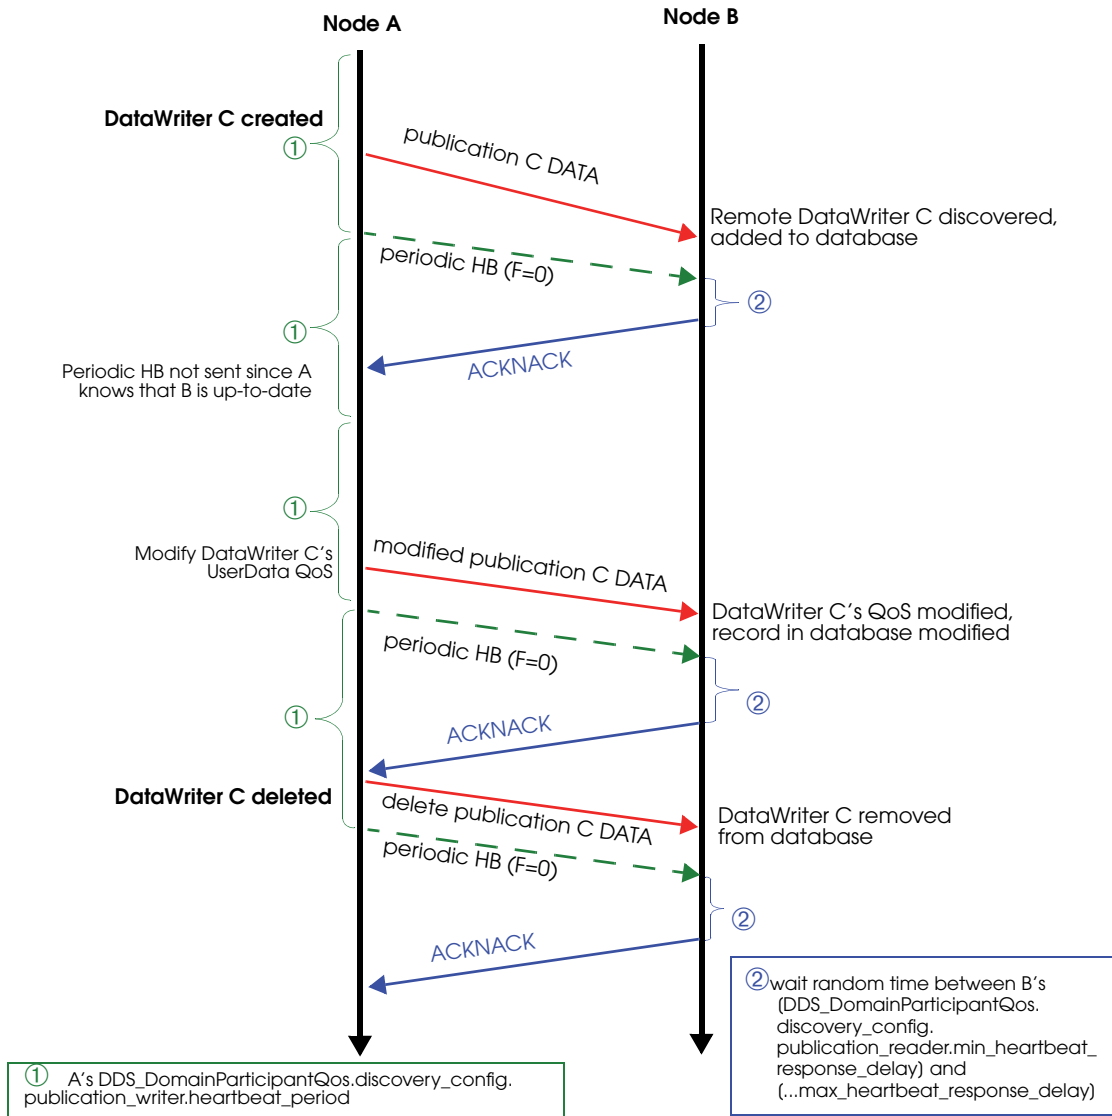 Node A
Node B
DataWriter C created
①
publication C DATA
Remote DataWriter C discovered,
added to database
periodic HB (F=0)
②
①
ACKNACK
Periodic HB not sent since A
knows that B is up-to-date
①
Modify DataWriter C's
UserData QoS
modified publication C DATA
DataWriter C's QoS modified,
record in database modified
periodic HB (F=0)
②
①
ACKNACK
DataWriter C deleted
delete publication C DATA
DataWriter C removed
from database
periodic HB (F=0)
②
ACKNACK
② wait random time between B's
(DDS_DomainParticipantQos.
discovery_config.
publication_reader.min_heartbeat_
response_delay) and
(...max_heartbeat_response_delay)
① A's DDS_DomainParticipantQos.discovery_config.
publication_writer.heartbeat_period